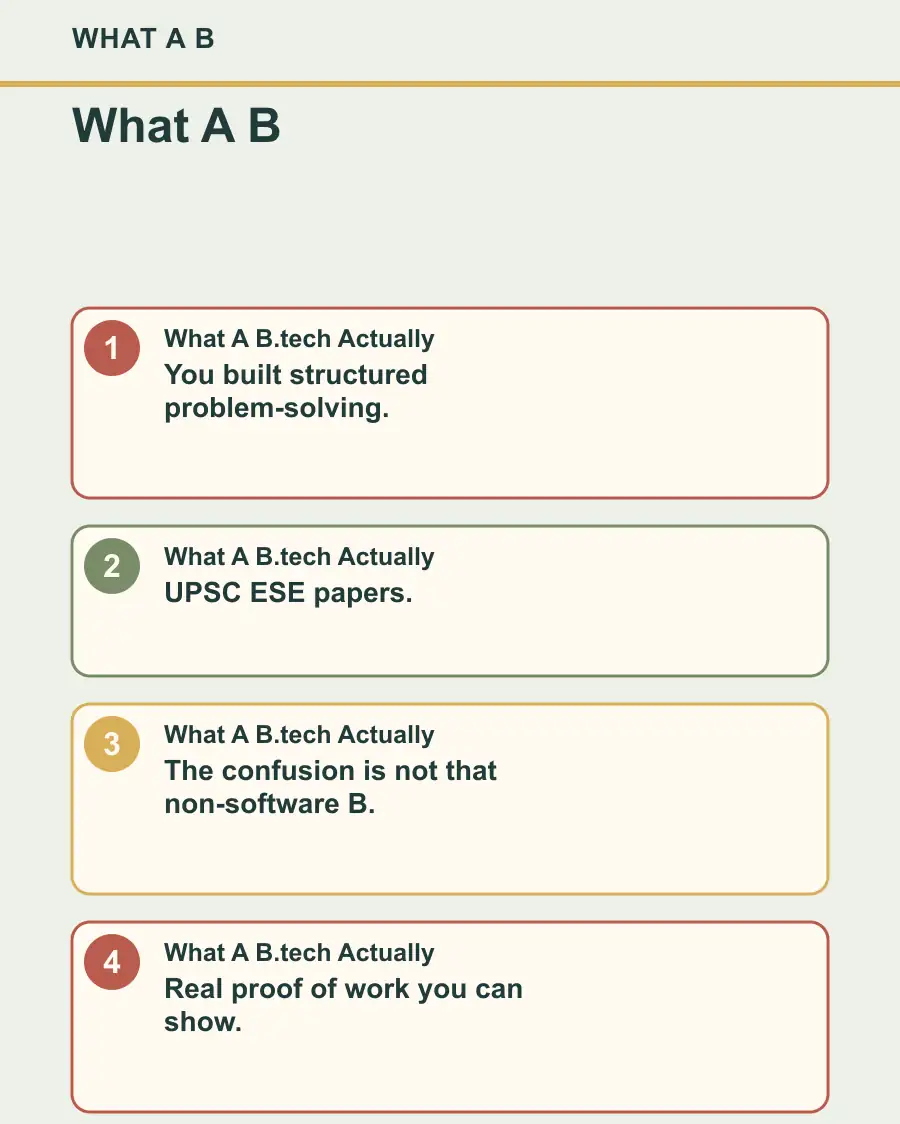 WHAT A B
What A B
1
What A B.tech Actually
You built structured
problem-solving.
2
What A B.tech Actually
UPSC ESE papers.
3
What A B.tech Actually
The confusion is not that
non-software B.
4
What A B.tech Actually
Real proof of work you can
show.